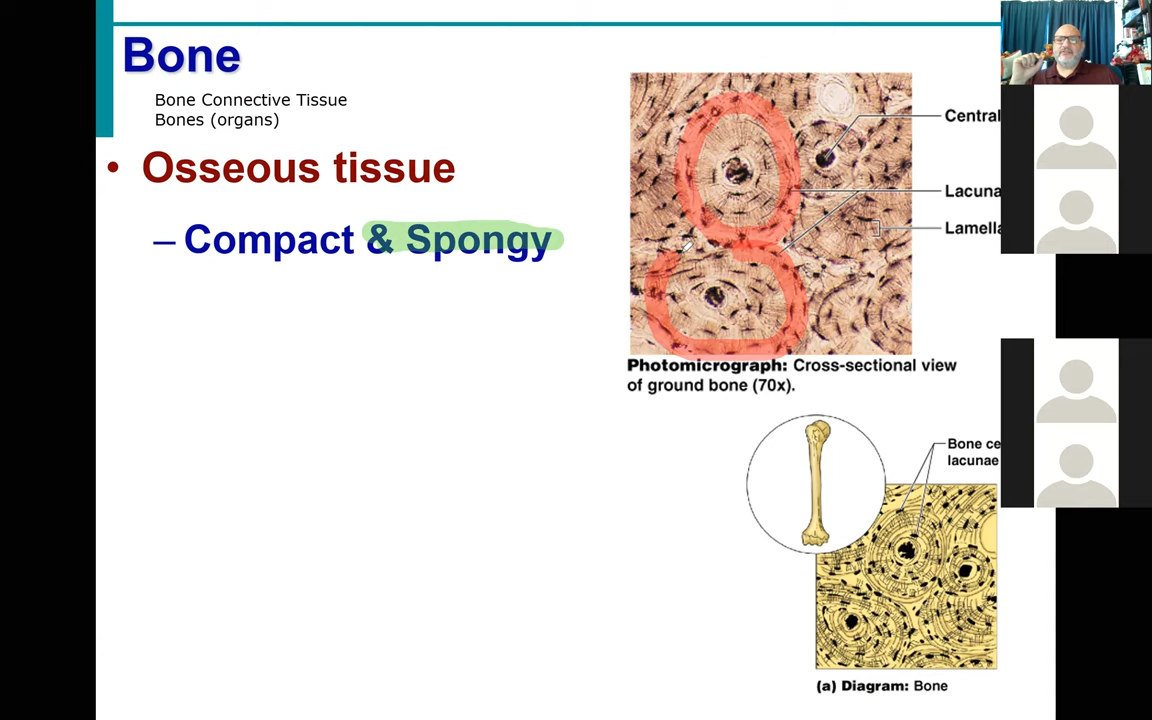 Bone
Bone Connective Tissue
Bones (organs)
• Osseous tissue
– Compact & Spongy
Central
Lacuna
Lamella
Photomicrograph: Cross-sectional view
of ground bone (70x).
Bone ce
lacunae
(a) Diagram: Bone